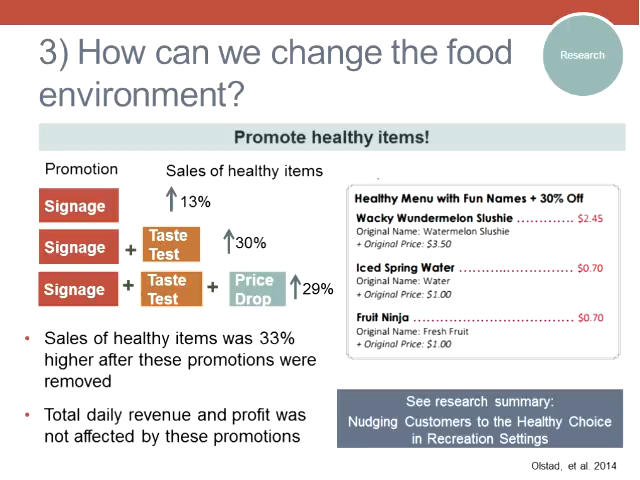 3) How can we change the food
environment?
Research
Promote healthy items!
Promotion
Sales of healthy items
Signage
13%
Signage + Taste Test
30%
Signage + Taste Test + Price Drop
29%
• Sales of healthy items was 33%
higher after these promotions were
removed
• Total daily revenue and profit was
not affected by these promotions
Healthy Menu with Fun Names + 30% Off
Wacky Wundermelon Slushie ............ $2.45
Original Name: Watermelon Slushie
+ Original Price: $3.50
Iced Spring Water ........................ $0.70
Original Name: Water
+ Original Price: $1.00
Fruit Ninja .................................. $0.70
Original Name: Fresh Fruit
+ Original Price: $1.00
See research summary:
Nudging Customers to the Healthy Choice
in Recreation Settings
Olstad, et al. 2014